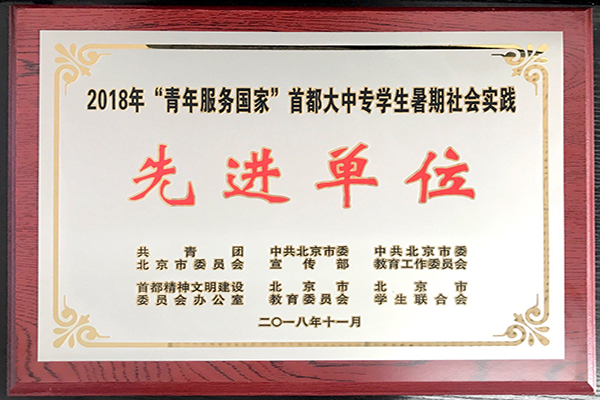 2018年“青年服务国家”首都大中专学生暑期社会实践
先进单位
共青团 中共北京市委 中共北京市委
北京市委员会 宣传部 教育工作委员会
首都精神文明建设 北京市 北京市
委员会办公室 教育委员会 学生联合会
二〇一八年十一月